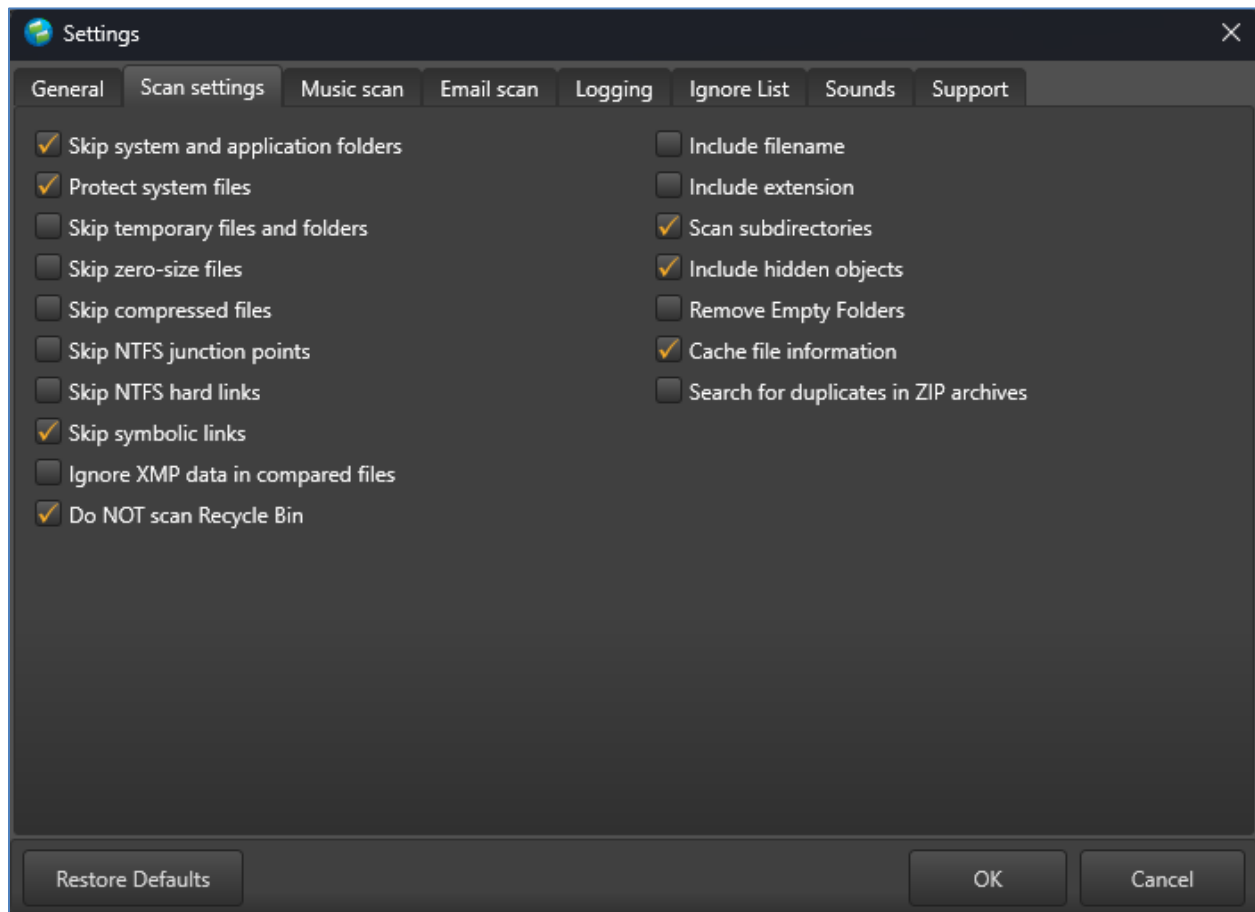 Settings
General
Scan settings
Music scan
Email scan
Logging
Ignore List
Sounds
Support
Skip system and application folders
Protect system files
Skip temporary files and folders
Skip zero-size files
Skip compressed files
Skip NTFS junction points
Skip NTFS hard links
Skip symbolic links
Ignore XMP data in compared files
Do NOT scan Recycle Bin
Include filename
Include extension
Scan subdirectories
Include hidden objects
Remove Empty Folders
Cache file information
Search for duplicates in ZIP archives
Restore Defaults
OK
Cancel